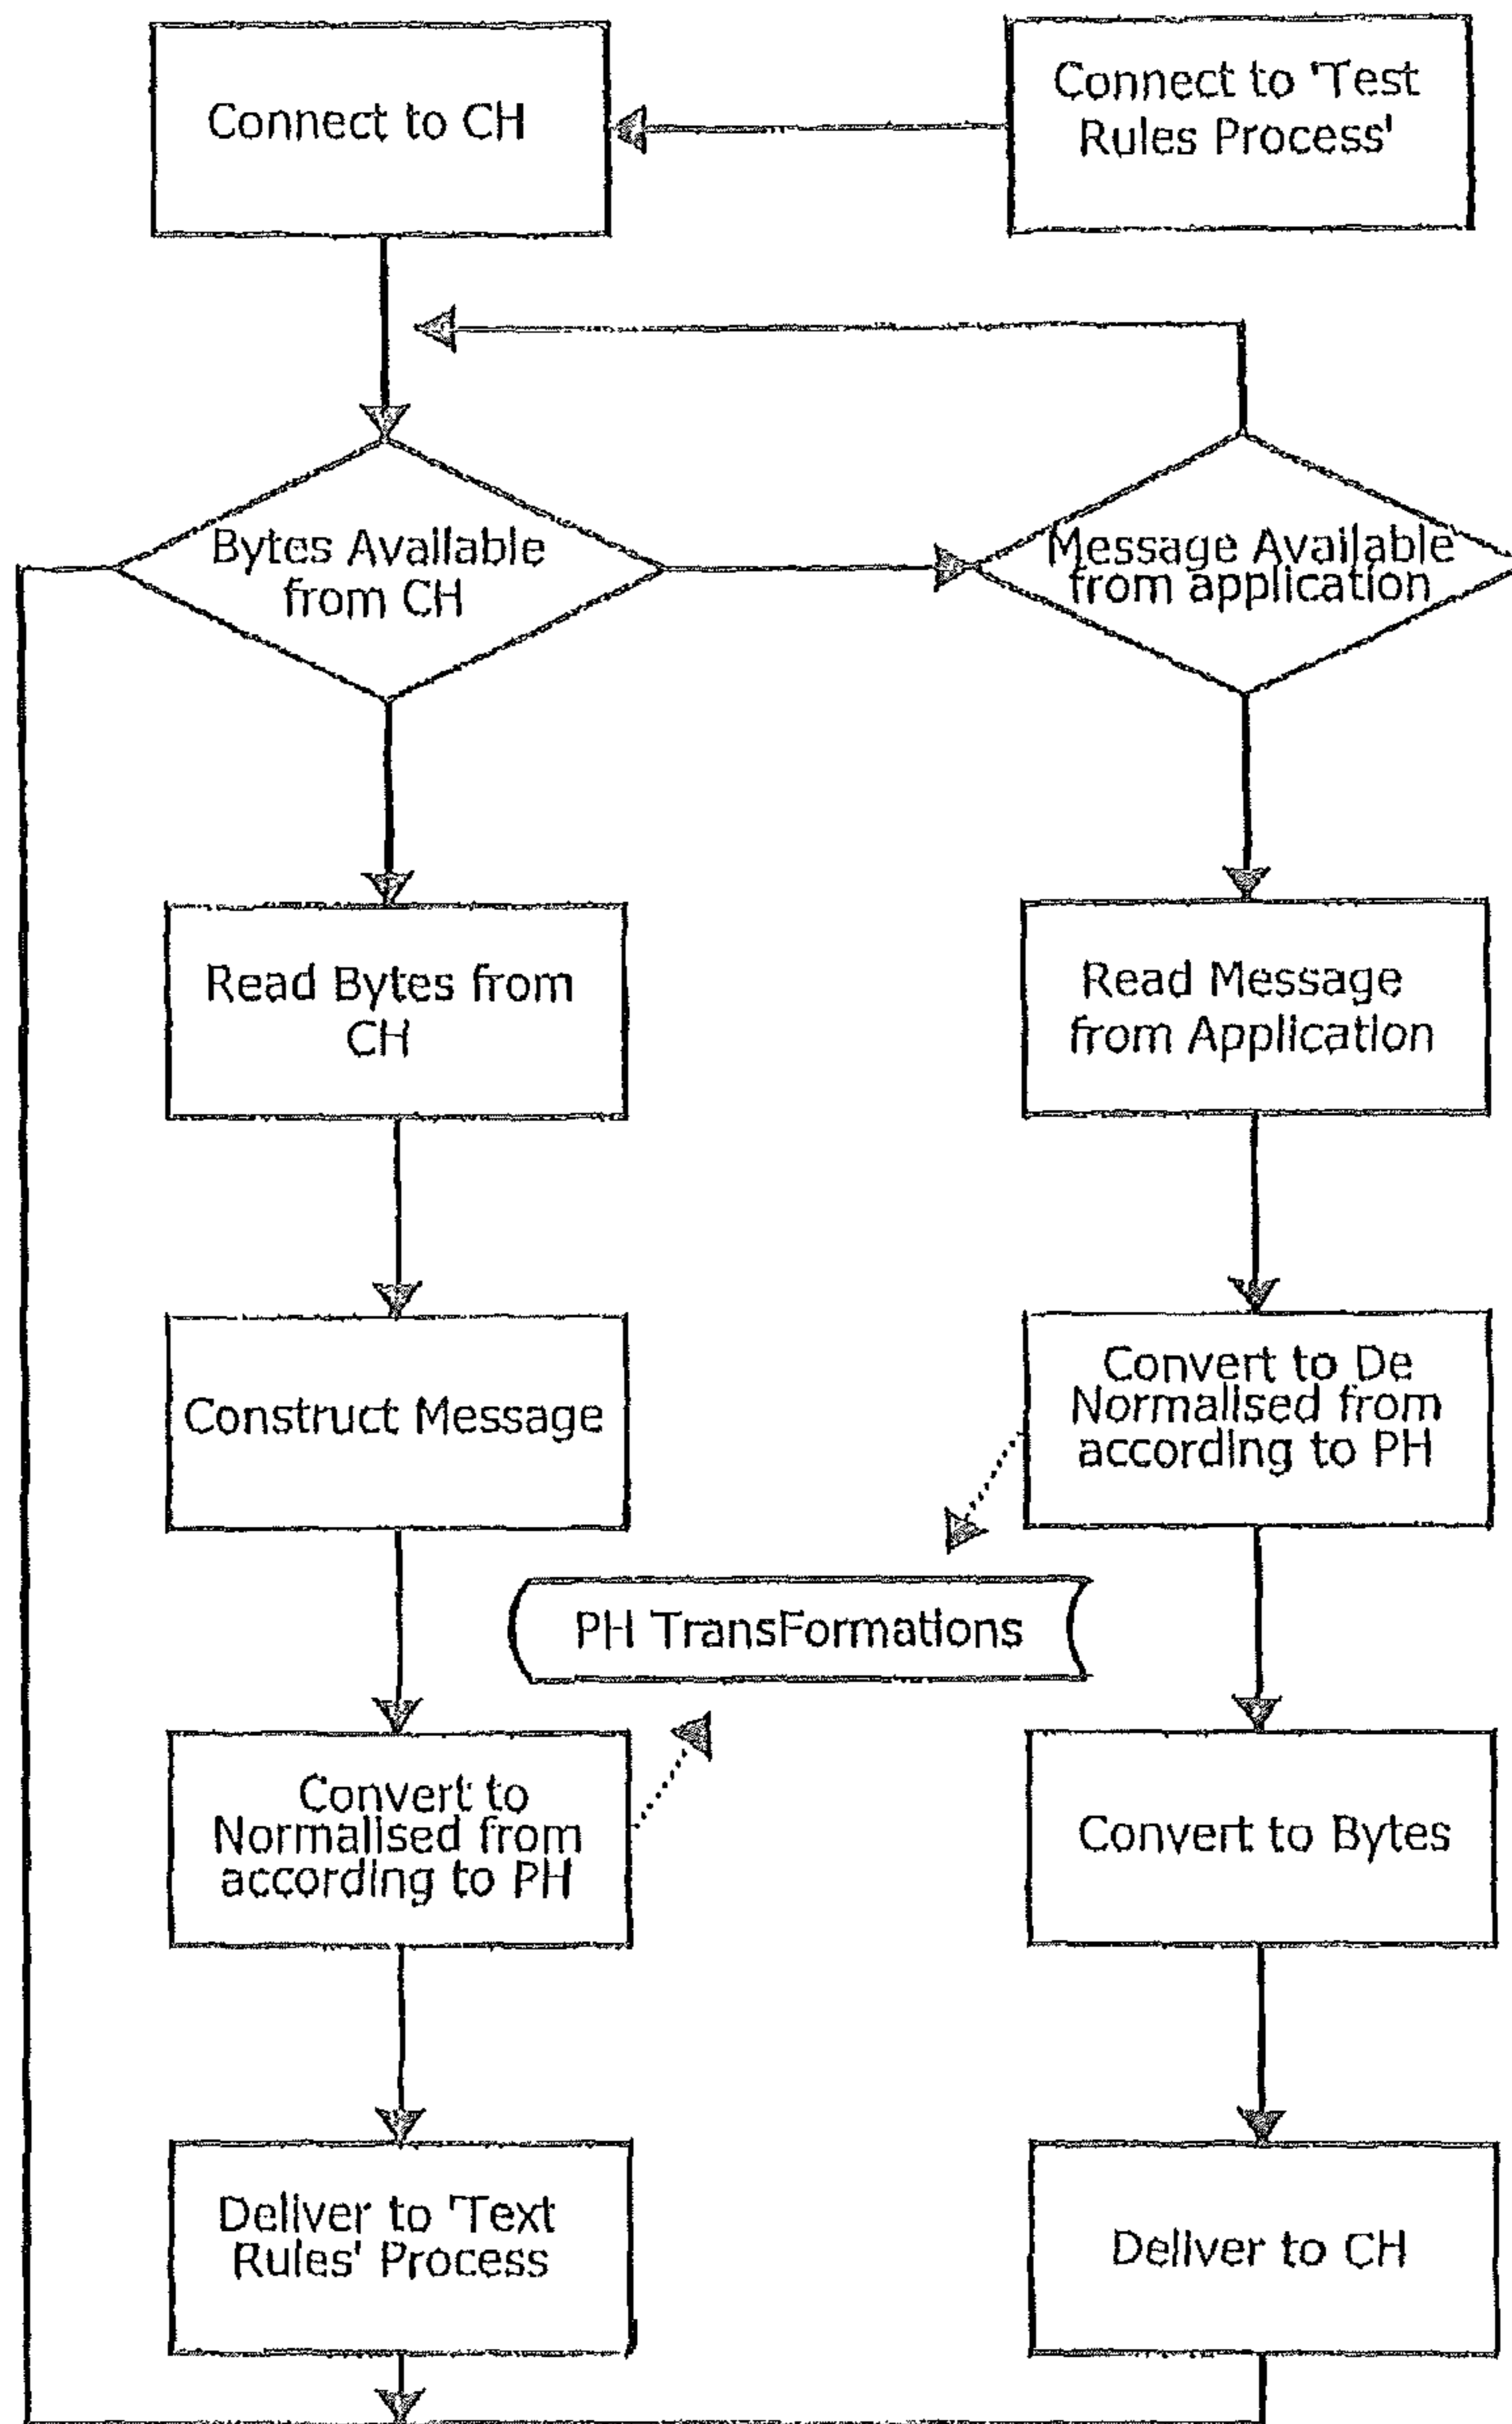 Connect to CH
Connect to 'Test
Rules Process'
Bytes Available
from CH
Message Available
from application
Read Bytes from
CH
Read Message
from Application
Construct Message
Convert to De
Normalised from
according to PH
PH TransFormations
Convert to
Normalised from
according to PH
Convert to Bytes
Deliver to 'Text
Rules' Process
Deliver to CH